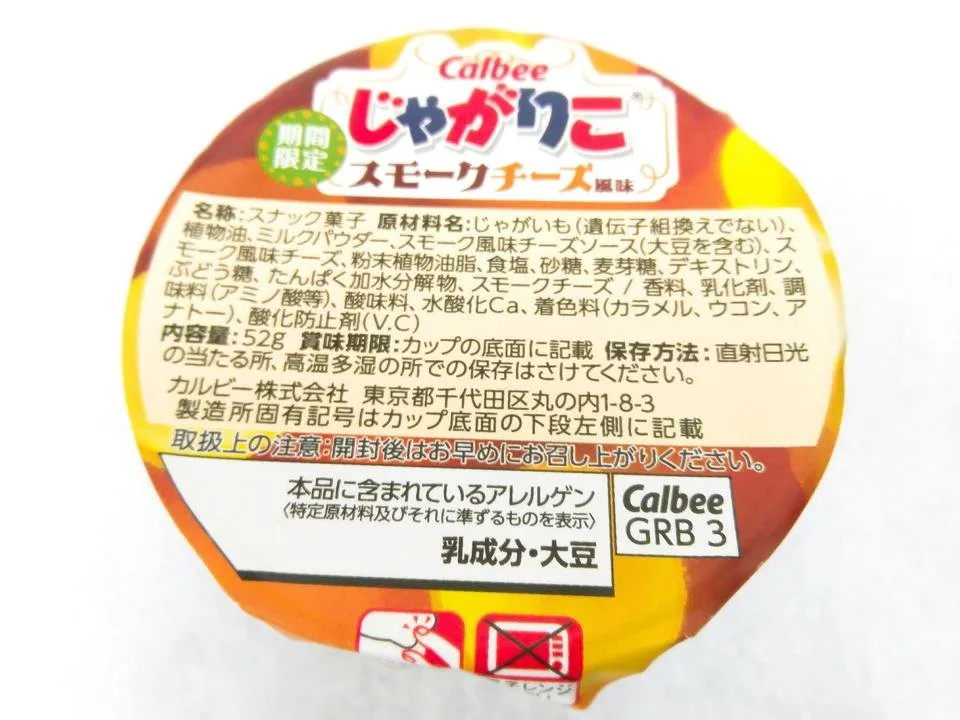 Calbee
じゃがりこ®
期間
限定
スモークチーズ風味
名称:スナック菓子 原材料名:じゃがいも(遺伝子組換えでない)、
植物油、ミルクパウダー、スモーク風味チーズソース(大豆を含む)、ス
モーク風味チーズ、粉末植物油脂、食塩、砂糖、麦芽糖、デキストリン、
ぶどう糖、たんぱく加水分解物、スモークチーズ / 香料、乳化剤、調
味料(アミノ酸等)、酸味料、水酸化Ca、着色料(カラメル、ウコン、ア
ナトー)、酸化防止剤(V.C)
内容量:52g 賞味期限:カップの底面に記載 保存方法:直射日光
の当たる所、高温多湿の所での保存はさけてください。
カルビー株式会社 東京都千代田区丸の内1-8-3
製造所固有記号はカップ底面の下段左側に記載
取扱上の注意:開封後はお早めにお召し上がりください。
本品に含まれているアレルゲン
〈特定原材料及びそれに準ずるものを表示〉
乳成分・大豆
Calbee
GRB 3